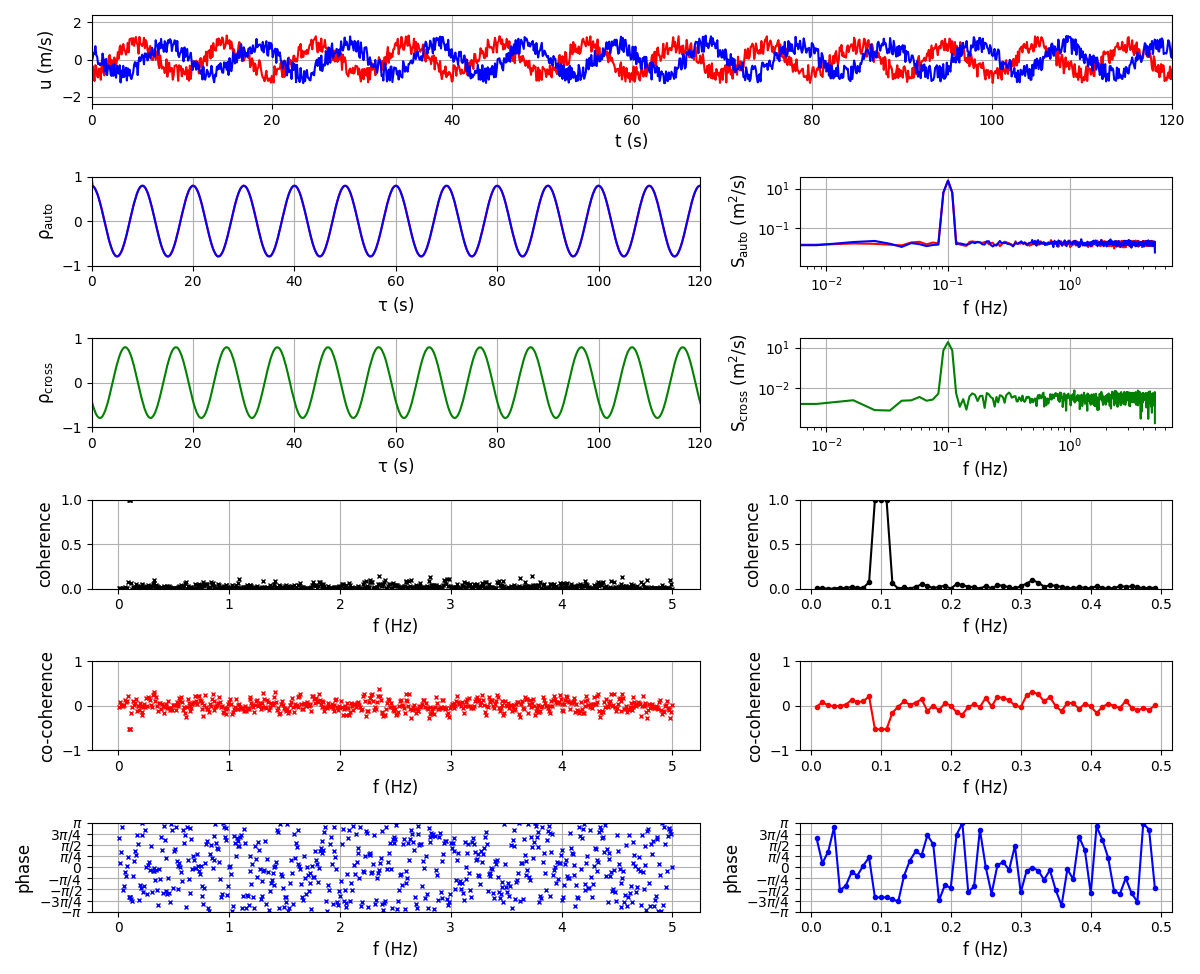 u (m/s)
2
0
−2
0 20 40 60 80 100 120
t (s)
ρauto
1
0
−1
0 20 40 60 80 100 120
τ (s)
Sauto (m²/s)
10¹
10⁻¹
10⁻² 10⁻¹ 10⁰
f (Hz)
ρcross
1
0
−1
0 20 40 60 80 100 120
τ (s)
Scross (m²/s)
10¹
10⁻²
10⁻² 10⁻¹ 10⁰
f (Hz)
coherence
1.0
0.5
0.0
0 1 2 3 4 5
f (Hz)
coherence
1.0
0.5
0.0
0.0 0.1 0.2 0.3 0.4 0.5
f (Hz)
co-coherence
1
0
−1
0 1 2 3 4 5
f (Hz)
co-coherence
1
0
−1
0.0 0.1 0.2 0.3 0.4 0.5
f (Hz)
phase
π
3π/4
π/2
π/4
0
−π/4
−π/2
−3π/4
−π
0 1 2 3 4 5
f (Hz)
phase
π
3π/4
π/2
π/4
0
−π/4
−π/2
−3π/4
−π
0.0 0.1 0.2 0.3 0.4 0.5
f (Hz)